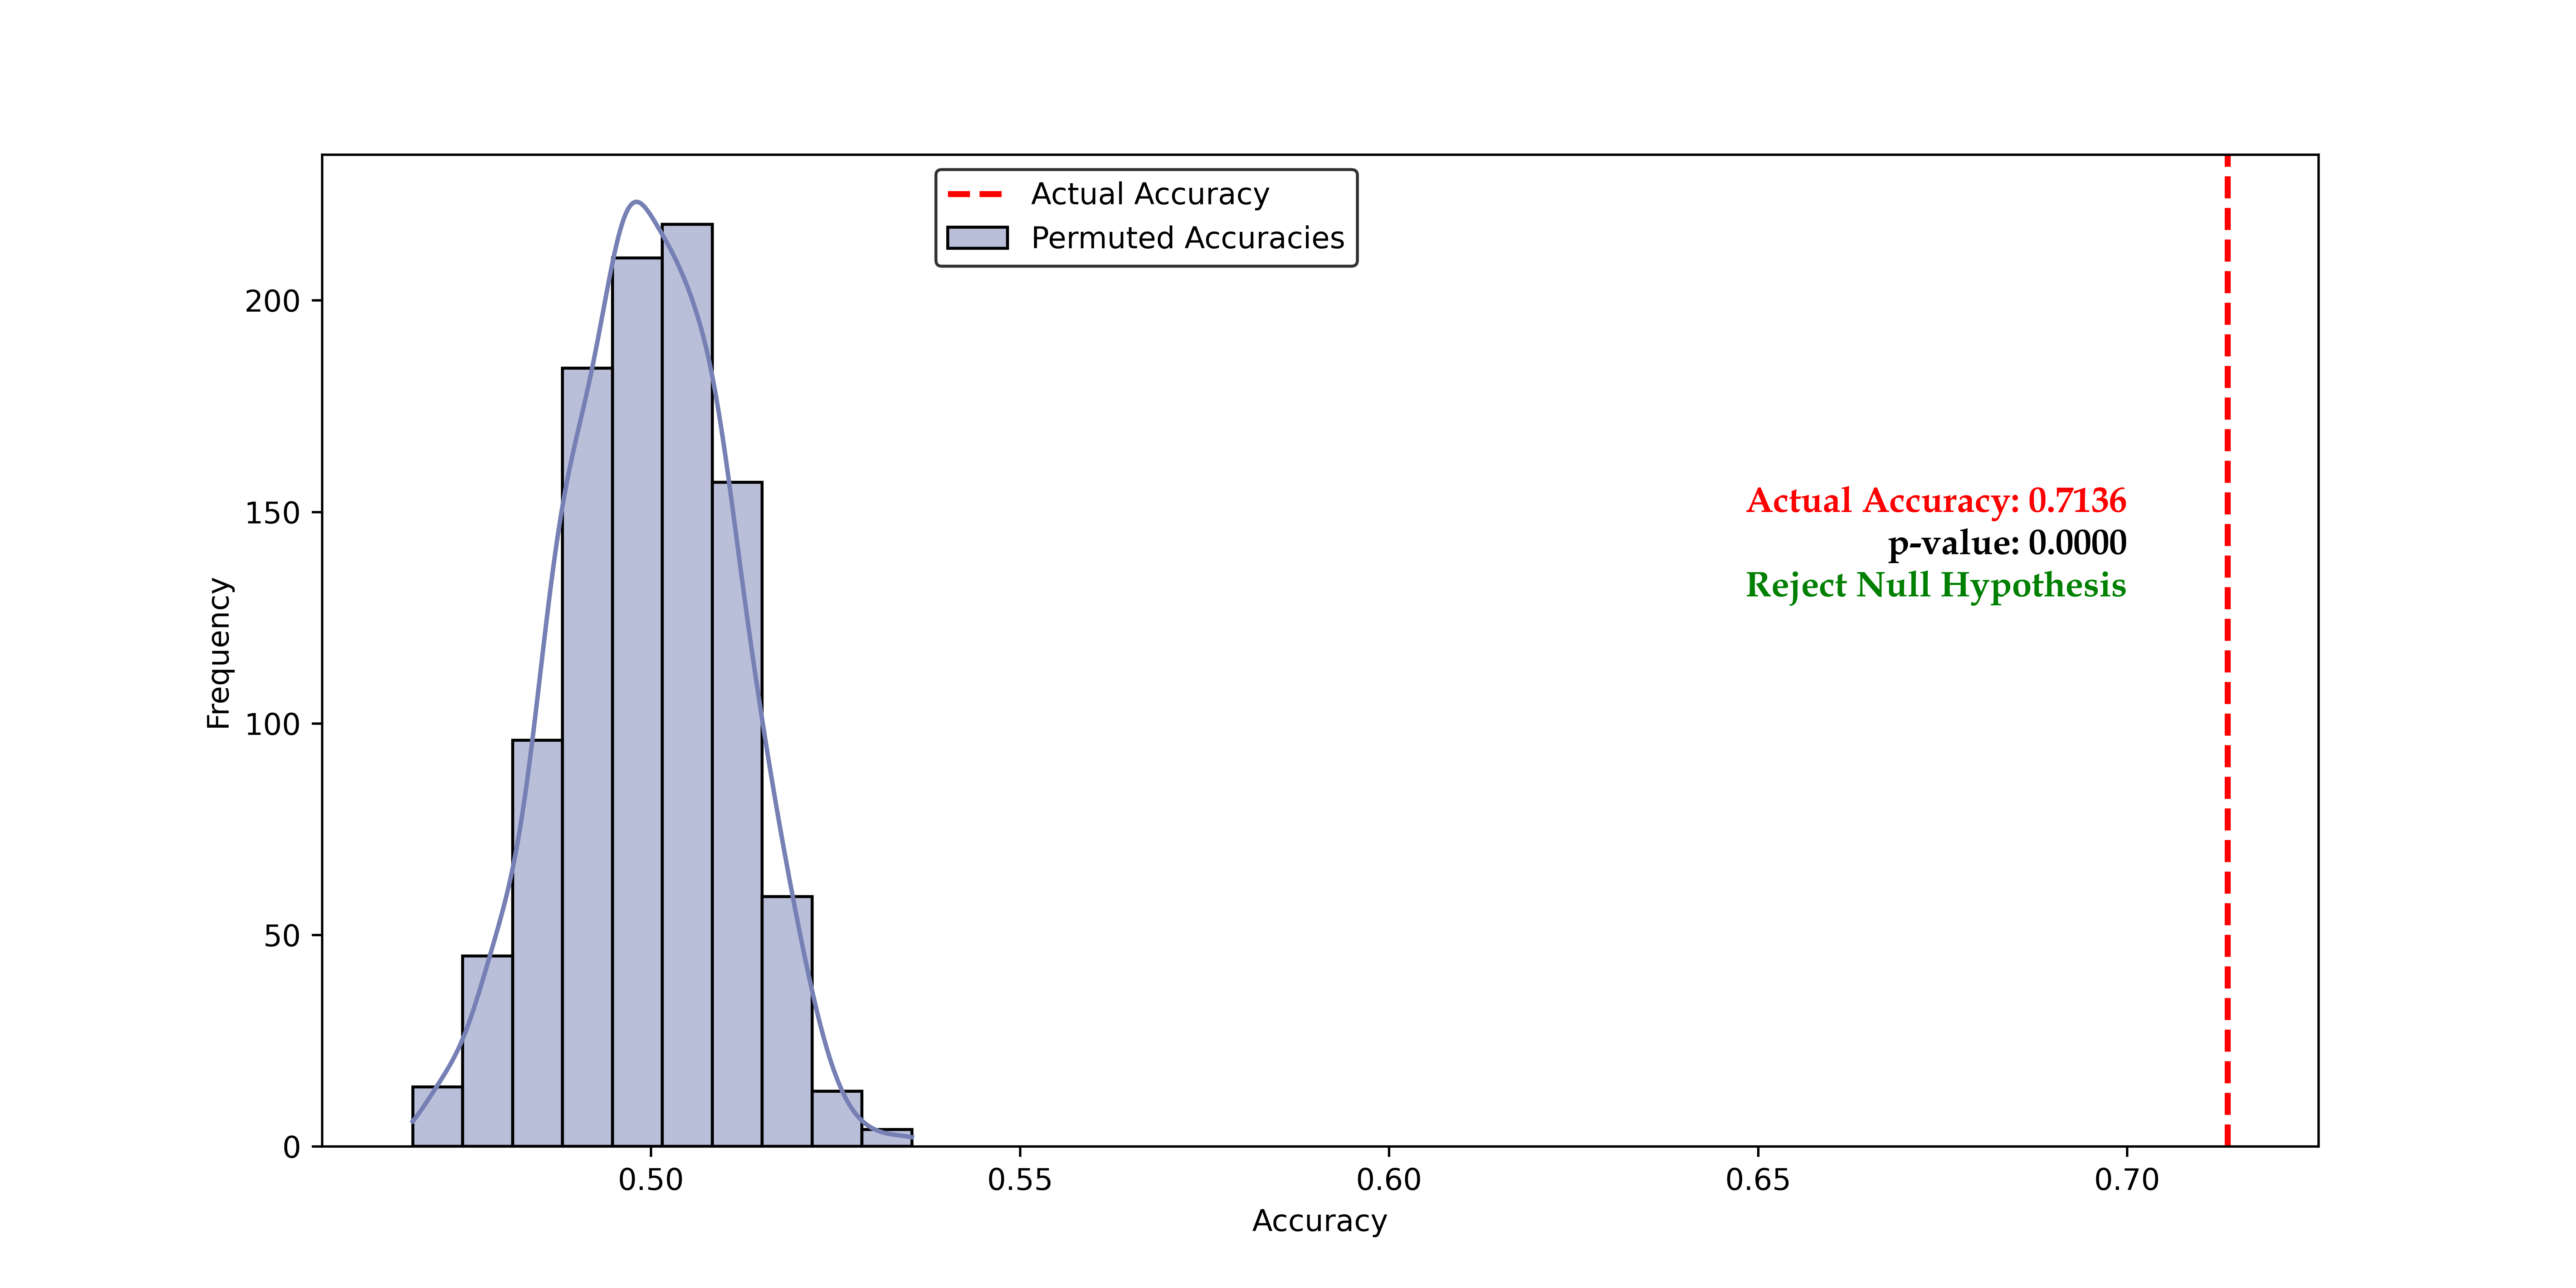 Actual Accuracy
Permuted Accuracies
200
150
100
50
0
Frequency
Actual Accuracy: 0.7136
p-value: 0.0000
Reject Null Hypothesis
0.50 0.55 0.60 0.65 0.70
Accuracy